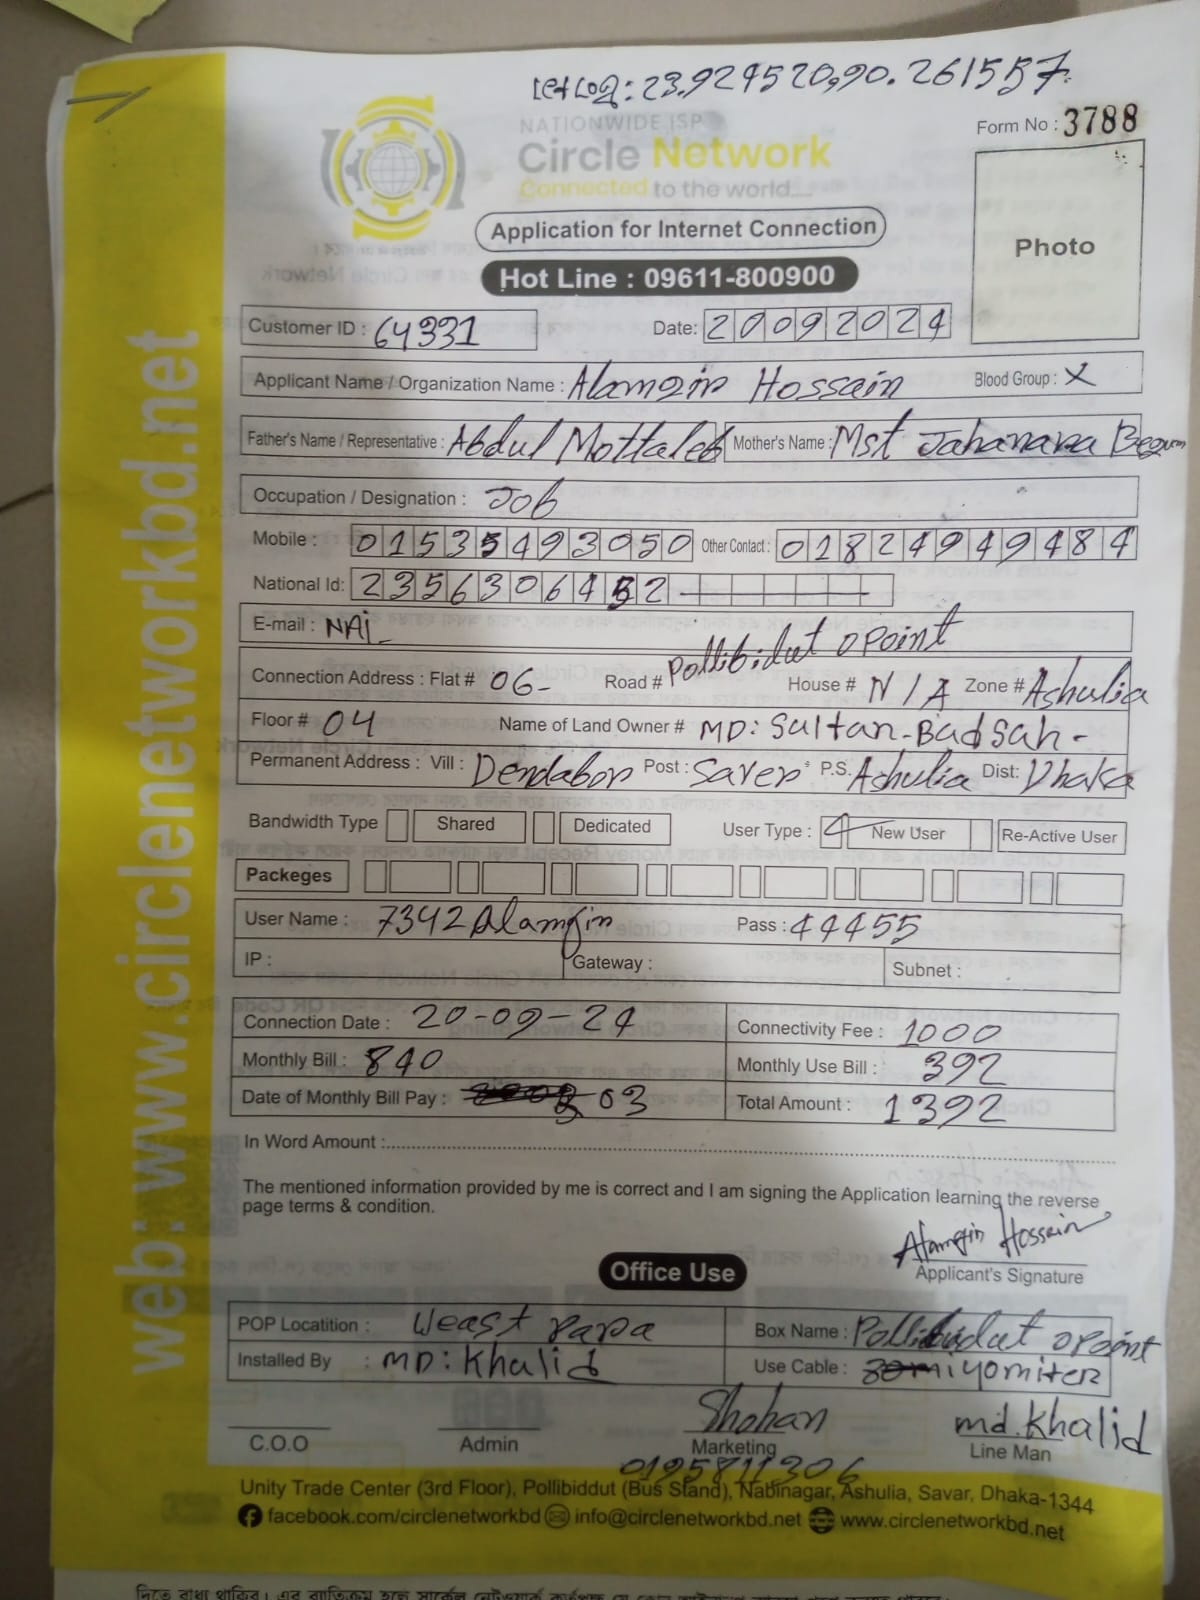 23.924520,90.261557
NATIONWIDE ISP
Form No : 3788
Circle Network
Connected to the world....
Application for Internet Connection
Photo
Hot Line : 09611-800900
Customer ID : 64331 Date: 20092024
Applicant Name / Organization Name : Alamgir Hossain Blood Group : X
Father's Name / Representative : Abdul Mottaleb Mother's Name : Mst Jahanara Begum
Occupation / Designation : Job
Mobile : 01535493050 Other Contact : 01824949484
National Id: 2356306452
E-mail : NAI
Connection Address : Flat # 06- Road # Pollibidut opoint House # N/A Zone # Ashulia
Floor # 04 Name of Land Owner # MD: Sultan-Badsah-
Permanent Address : Vill : Dendabor Post : Saver P.S. Ashulia Dist: Dhaka
Bandwidth Type Shared Dedicated User Type : New User Re-Active User
Packeges
User Name : 7342Alamgir Pass : 44455
IP : Gateway : Subnet :
Connection Date : 20-09-24 Connectivity Fee : 1000
Monthly Bill : 840 Monthly Use Bill : 392
Date of Monthly Bill Pay : 03 Total Amount : 1392
In Word Amount :
The mentioned information provided by me is correct and I am signing the Application learning the reverse
page terms & condition.
Alamgir Hossain
Applicant's Signature
Office Use
POP Locatition : Weast para Box Name : Pollibidut opoint
Installed By : MD: Khalid Use Cable :
Shohan md. Khalid
C.O.O Admin Marketing Line Man
0195811306
Unity Trade Center (3rd Floor), Pollibiddut (Bus Stand), Nabinagar, Ashulia, Savar, Dhaka-1344
facebook.com/circlenetworkbd info@circlenetworkbd.net www.circlenetworkbd.net
web: www.circlenetworkbd.net